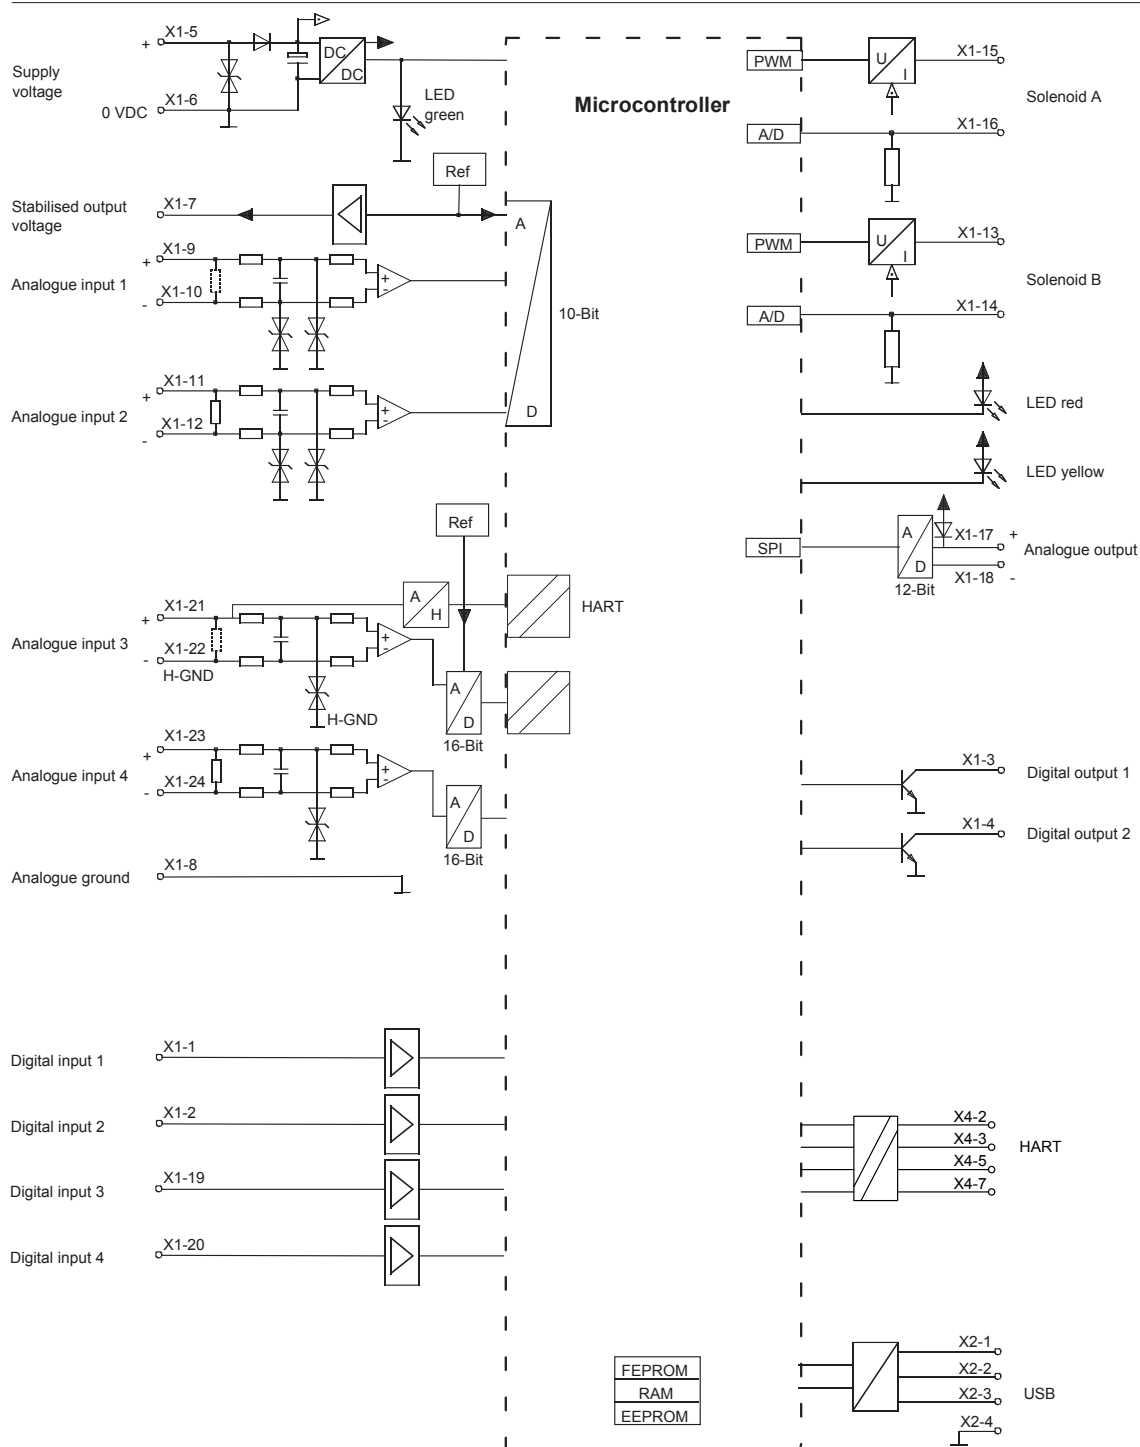 X1-5
+
Supply
voltage
DC
DC
LED
green
X1-6
0 VDC
Microcontroller
PWM
U
I
X1-15
Solenoid A
A/D
X1-16
Ref
Stabilised output
voltage
X1-7
A
D
10-Bit
X1-9
+
Analogue input 1
X1-10
-
+
-
X1-11
+
Analogue input 2
X1-12
-
+
-
PWM
U
I
X1-13
Solenoid B
A/D
X1-14
LED red
LED yellow
Ref
SPI
A
D
12-Bit
X1-17
+
Analogue output
X1-18
-
X1-21
+
A
H
HART
Analogue input 3
X1-22
-
H-GND
+
-
A
D
16-Bit
H-GND
X1-23
+
Analogue input 4
X1-24
-
+
-
A
D
16-Bit
X1-3
Digital output 1
X1-4
Digital output 2
X1-8
Analogue ground
X1-1
Digital input 1
X1-2
Digital input 2
X1-19
Digital input 3
X1-20
Digital input 4
X4-2
X4-3
HART
X4-5
X4-7
FEPROM
RAM
EEPROM
X2-1
X2-2
X2-3
USB
X2-4